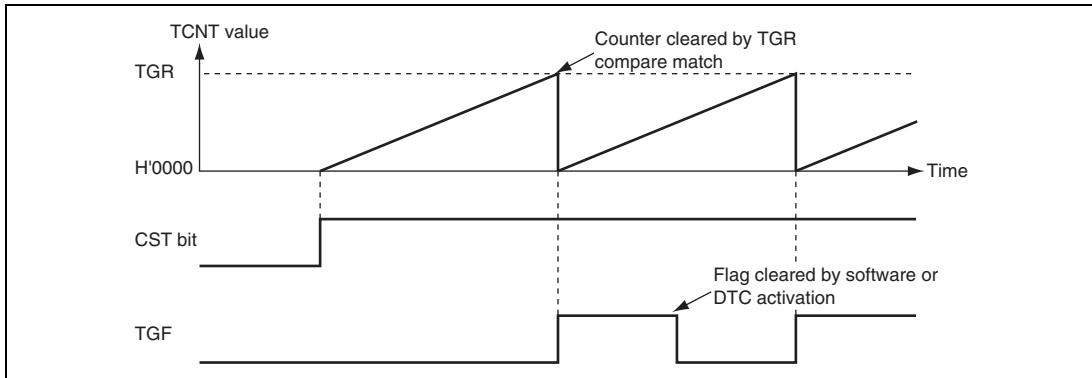 TCNT value
Counter cleared by TGR
compare match
TGR
H'0000
Time
CST bit
Flag cleared by software or
DTC activation
TGF